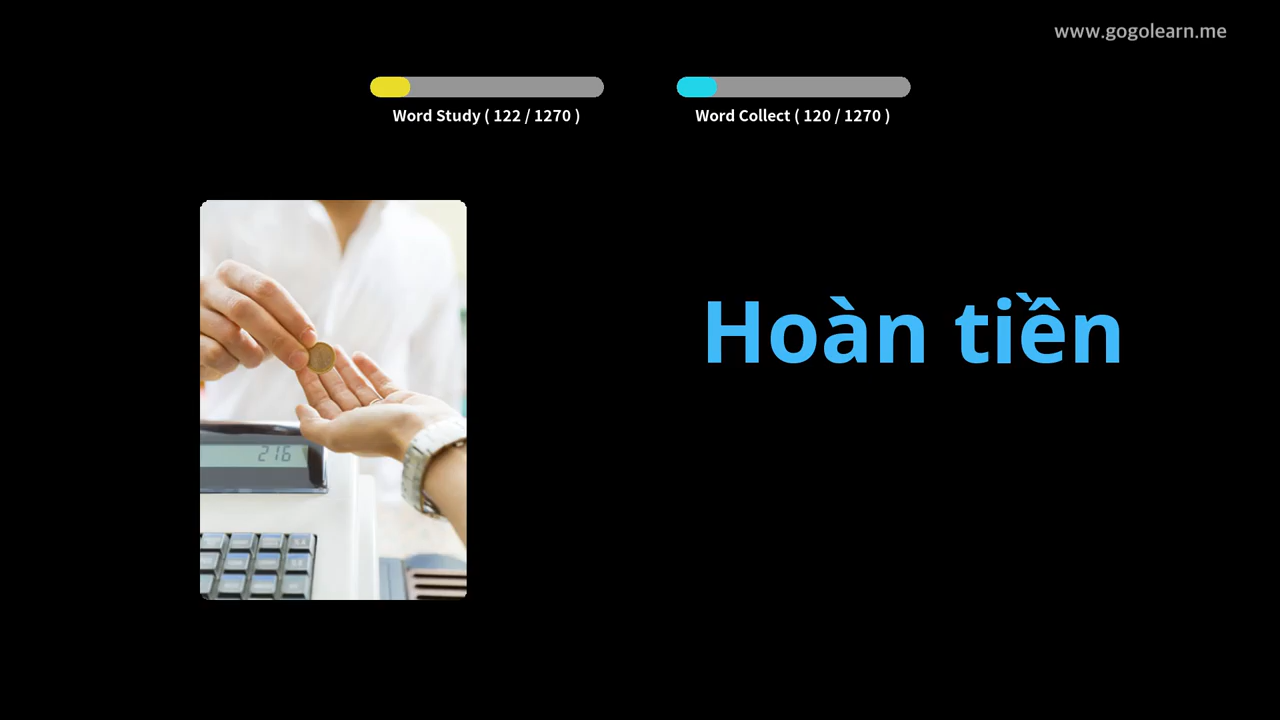 www.gogolearn.me
Word Study ( 122 / 1270 )
Word Collect ( 120 / 1270 )
Hoàn tiền
216